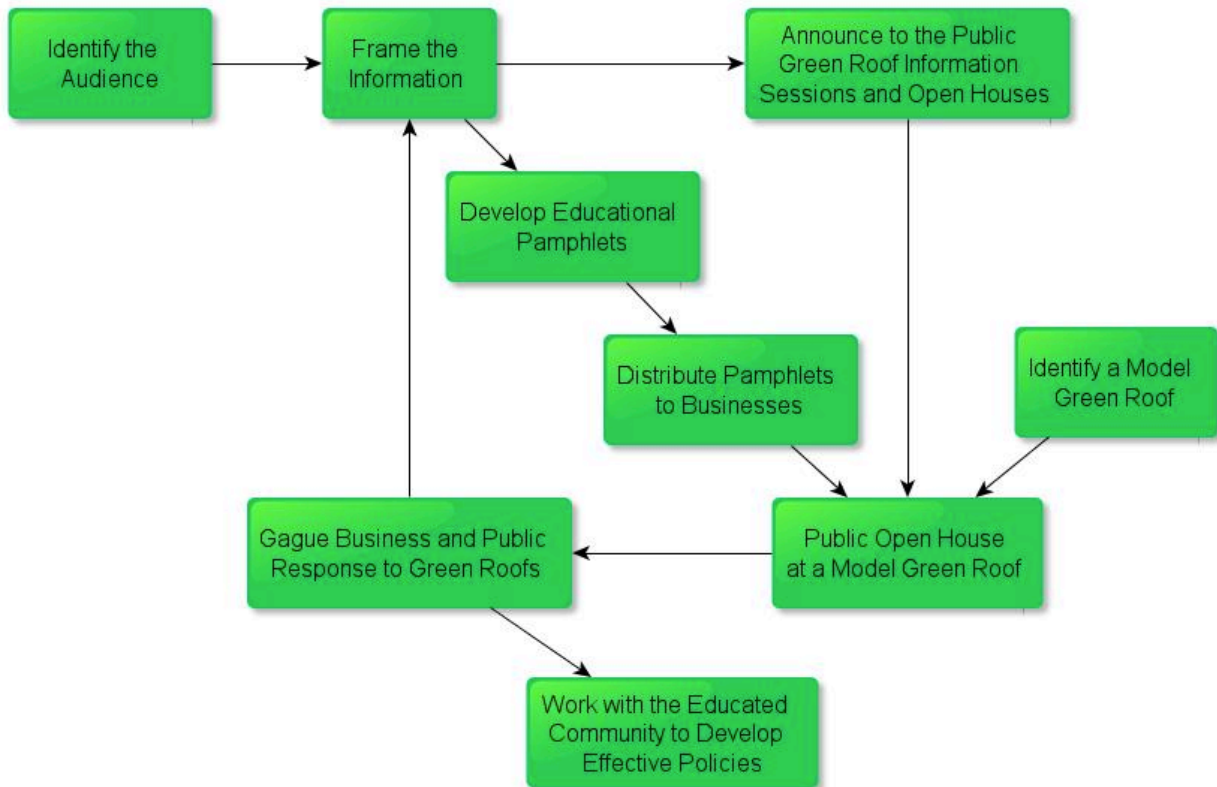 Identify the
Audience
Frame the
Information
Announce to the Public
Green Roof Information
Sessions and Open Houses
Develop Educational
Pamphlets
Distribute Pamphlets
to Businesses
Identify a Model
Green Roof
Gague Business and Public
Response to Green Roofs
Public Open House
at a Model Green Roof
Work with the Educated
Community to Develop
Effective Policies